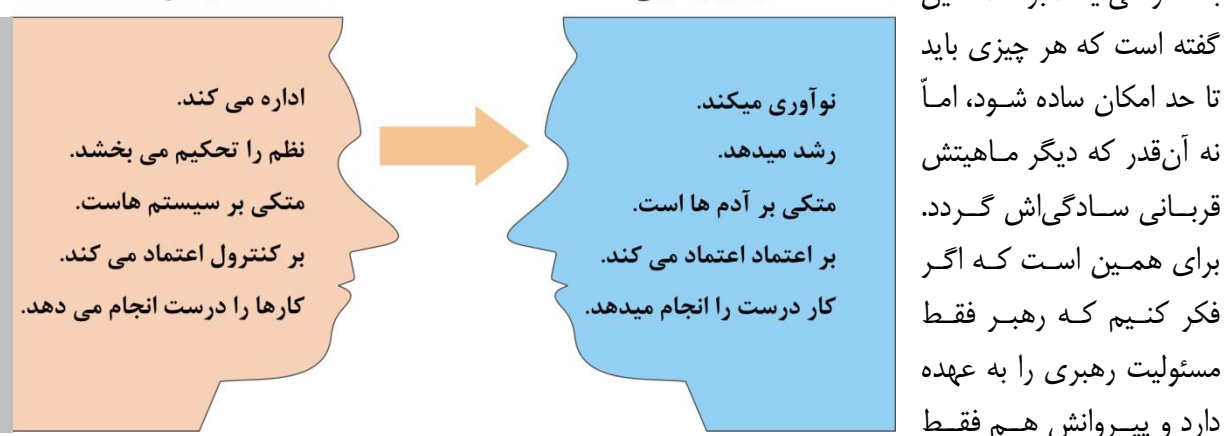 گفته است که هر چیزی باید
تا حد امکان ساده شود، امّا
نه آن‌قدر که دیگر ماهیتش
قربانی سادگی‌اش گردد.
برای همین است که اگر
فکر کنیم که رهبر فقط
مسئولیت رهبری را به عهده
دارد و پیروانش هم فقط
نوآوری میکند.
رشد میدهد.
متکی بر آدم ها است.
بر اعتماد اعتماد می کند.
کار درست را انجام میدهد.
اداره می کند.
نظم را تحکیم می بخشد.
متکی بر سیستم هاست.
بر کنترول اعتماد می کند.
کارها را درست انجام می دهد.